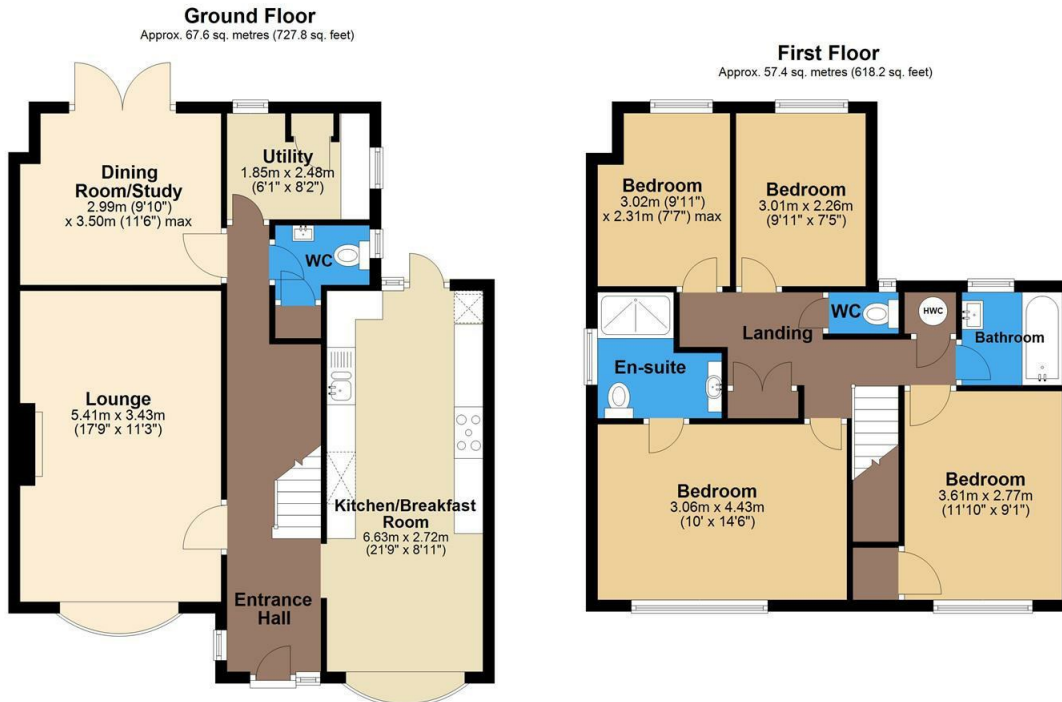 Ground Floor
Approx. 67.6 sq. metres (727.8 sq. feet)
Dining
Room/Study
2.99m (9'10")
x 3.50m (11'6") max
Utility
1.85m x 2.48m
(6'1" x 8'2")
WC
Lounge
5.41m x 3.43m
(17'9" x 11'3")
Kitchen/Breakfast
Room
6.63m x 2.72m
(21'9" x 8'11")
Entrance
Hall
First Floor
Approx. 57.4 sq. metres (618.2 sq. feet)
Bedroom
3.02m (9'11")
x 2.31m (7'7") max
Bedroom
3.01m x 2.26m
(9'11" x 7'5")
WC
HWC
Landing
Bathroom
En-suite
Bedroom
3.06m x 4.43m
(10' x 14'6")
Bedroom
3.61m x 2.77m
(11'10" x 9'1")